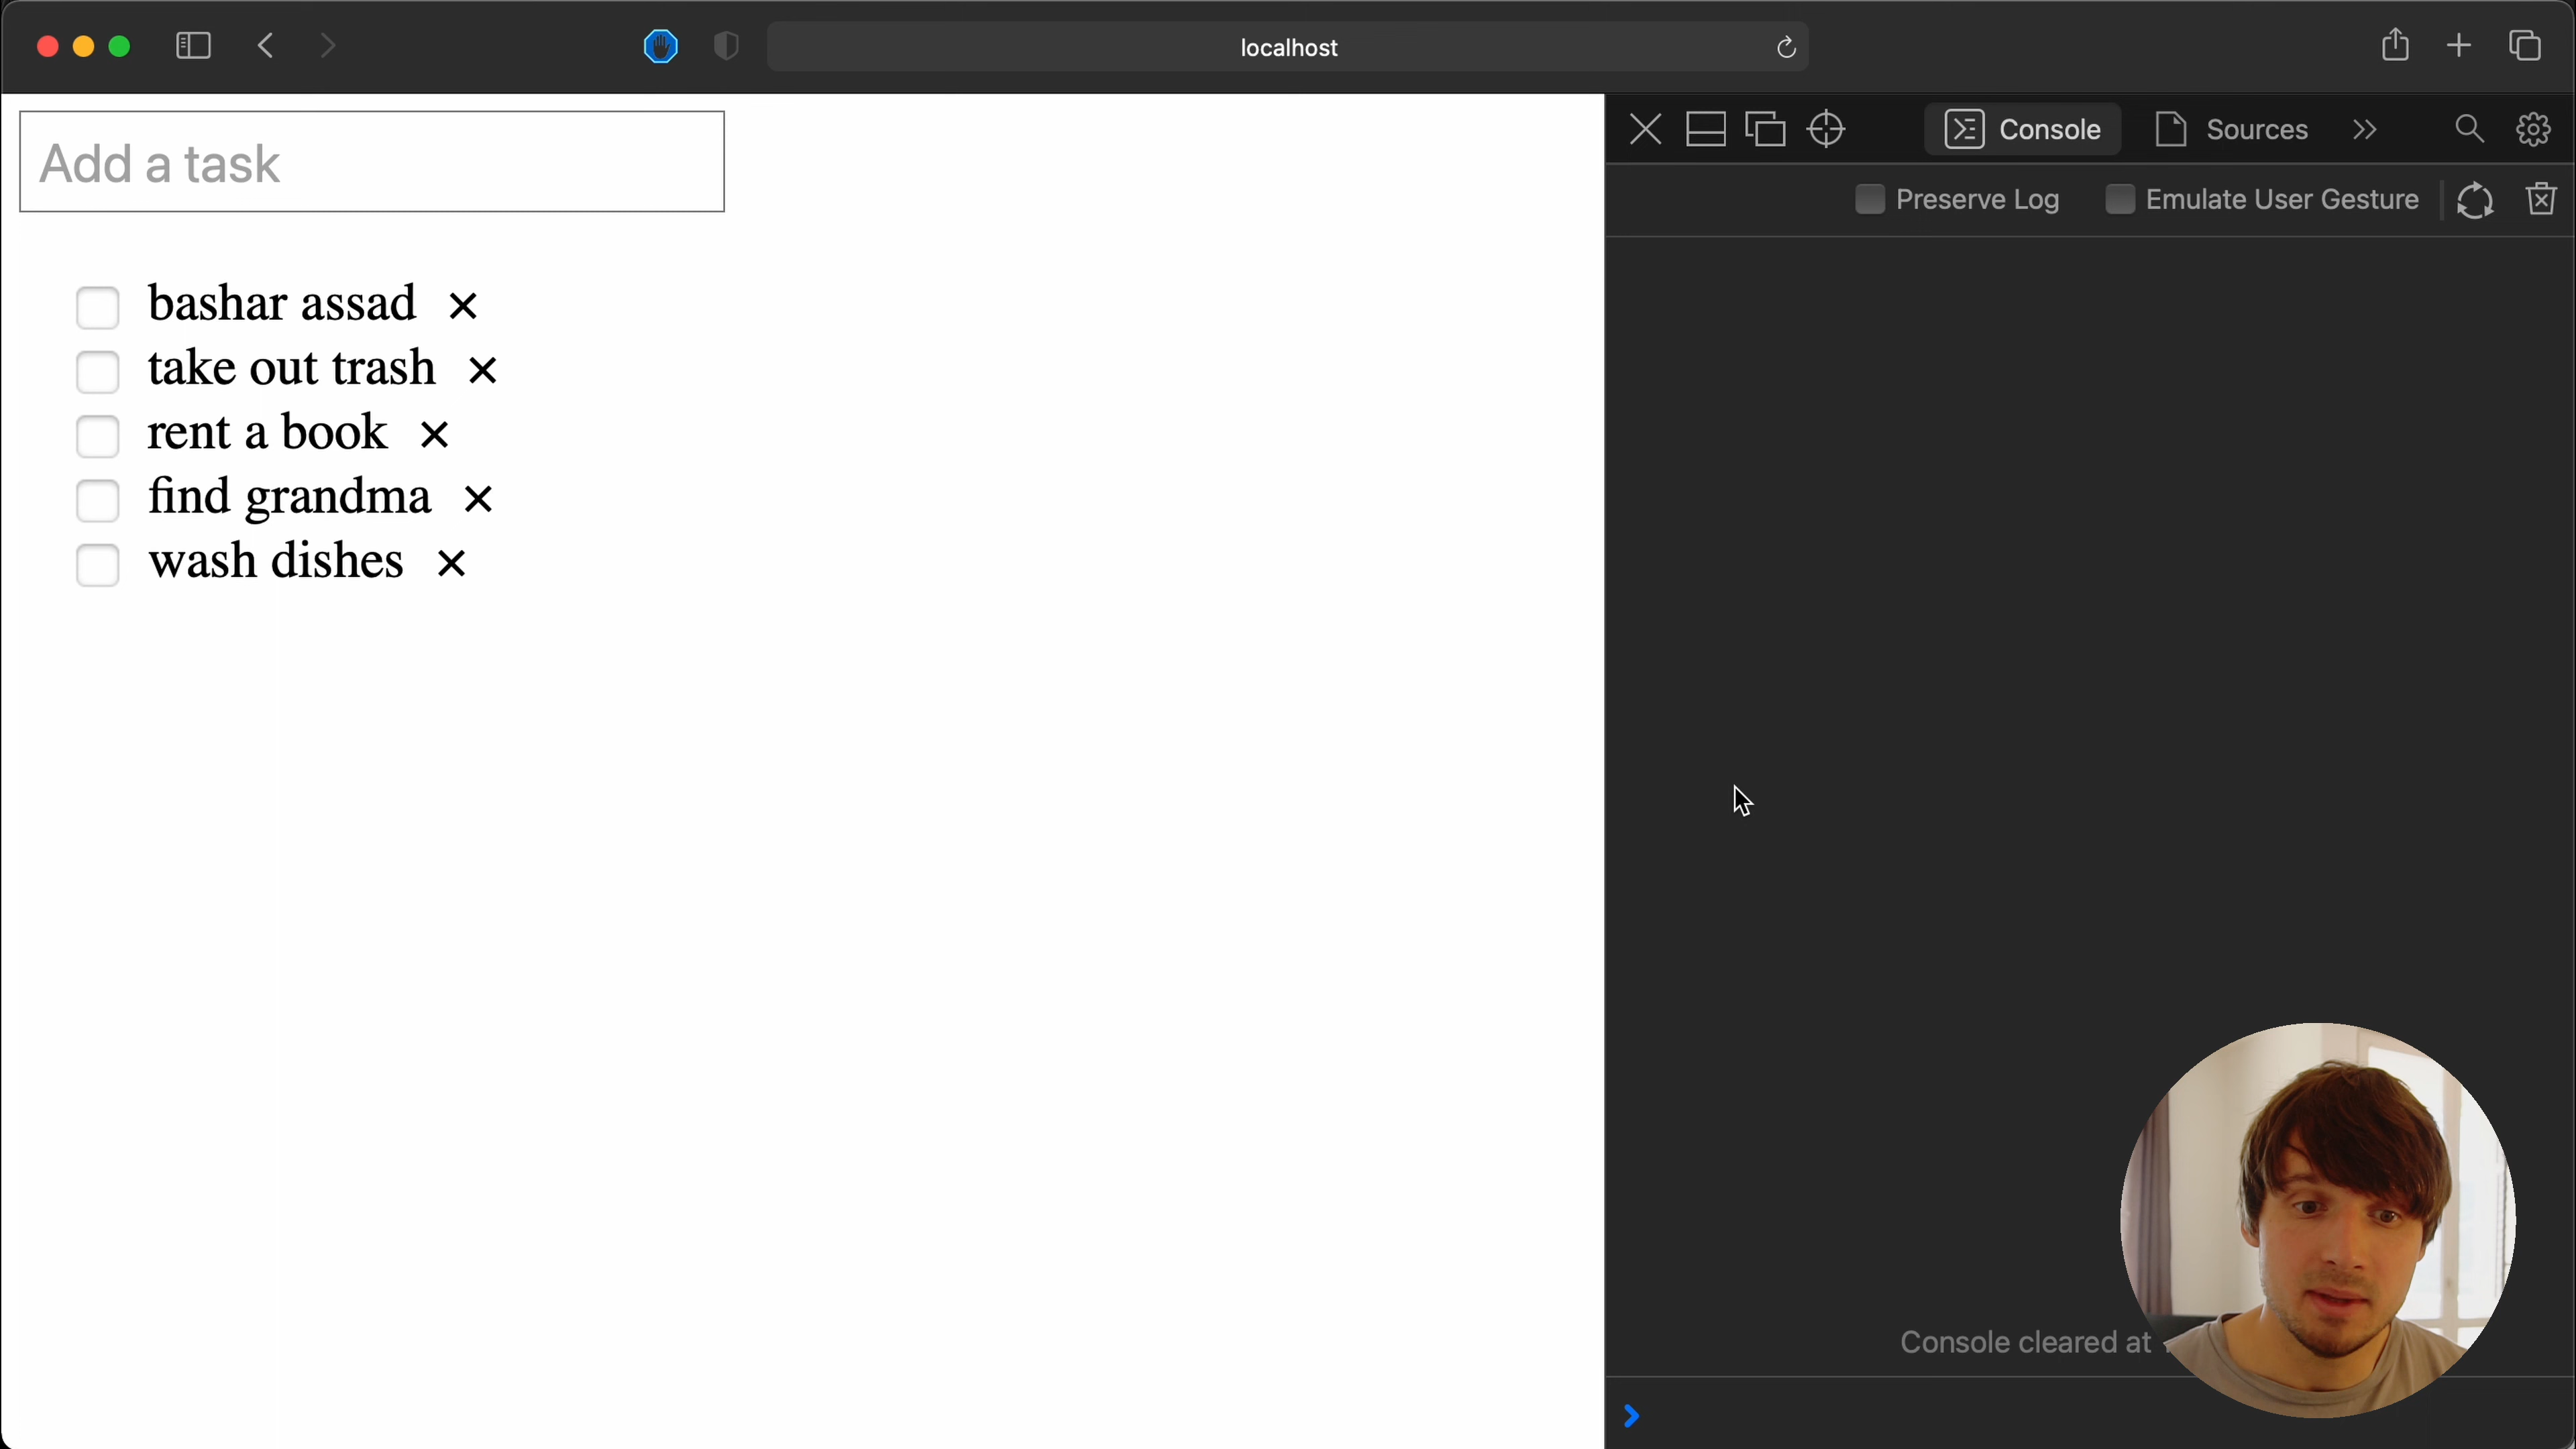 localhost
Add a task
Console
Sources
Preserve Log
Emulate User Gesture
bashar assad
take out trash
rent a book
find grandma
wash dishes
Console cleared at